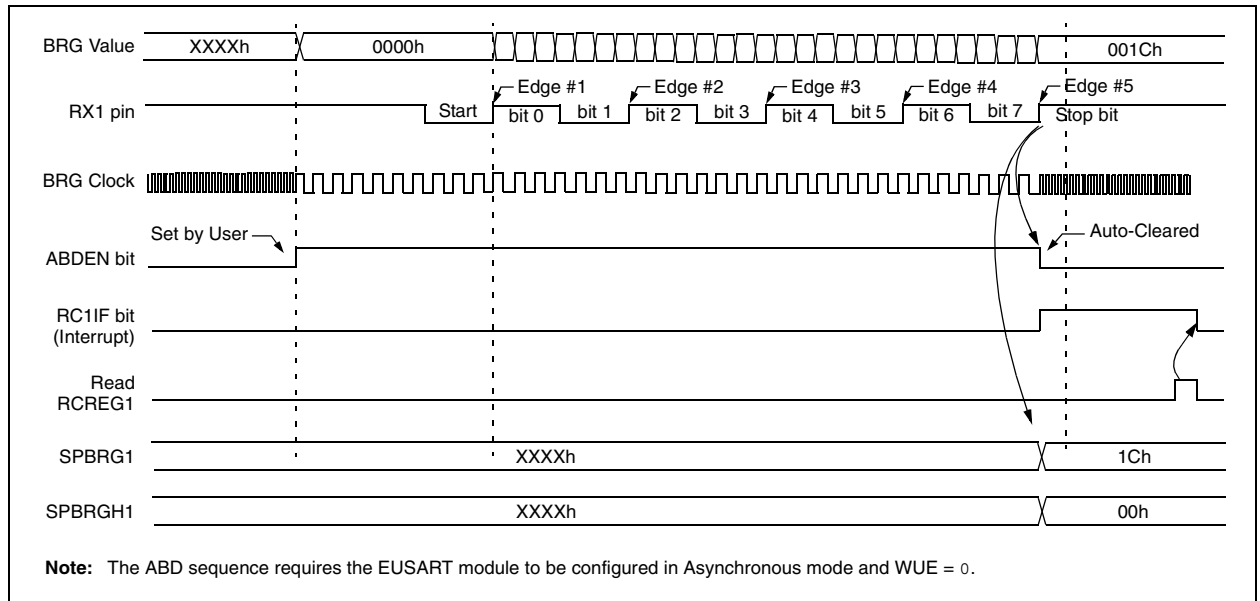 BRG Value
XXXXh
0000h
001Ch
RX1 pin
Start
Edge #1
bit 0
bit 1
Edge #2
bit 2
bit 3
Edge #3
bit 4
bit 5
Edge #4
bit 6
bit 7
Edge #5
Stop bit
BRG Clock
Set by User
Auto-Cleared
ABDEN bit
RC1IF bit
(Interrupt)
Read
RCREG1
SPBRG1
XXXXh
1Ch
SPBRGH1
XXXXh
00h
Note: The ABD sequence requires the EUSART module to be configured in Asynchronous mode and WUE = 0.